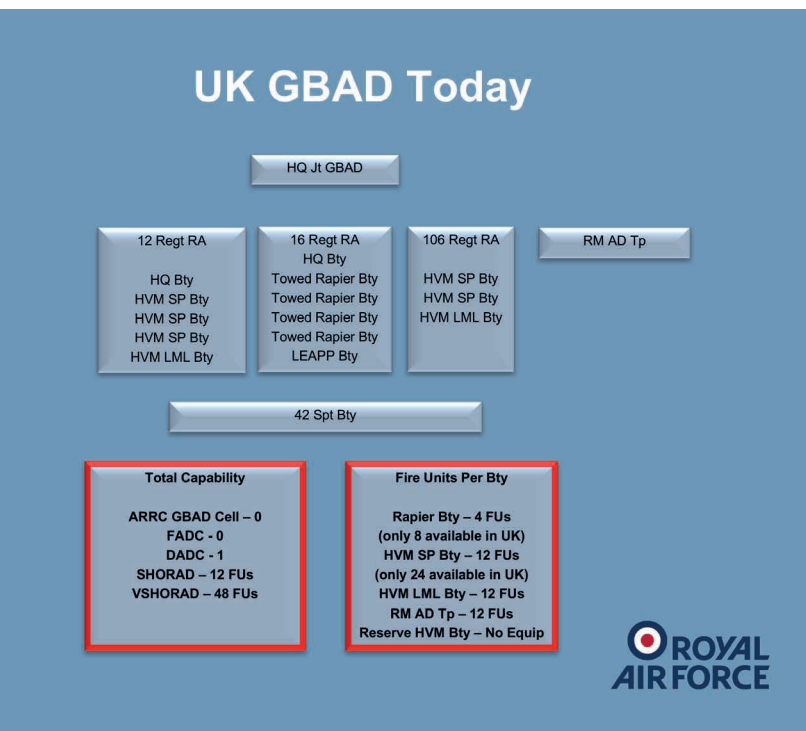 UK GBAD Today
HQ Jt GBAD
12 Regt RA
HQ Bty
HVM SP Bty
HVM SP Bty
HVM SP Bty
HVM LML Bty
16 Regt RA
HQ Bty
Towed Rapier Bty
Towed Rapier Bty
Towed Rapier Bty
Towed Rapier Bty
LEAPP Bty
106 Regt RA
HVM SP Bty
HVM SP Bty
HVM LML Bty
RM AD Tp
42 Spt Bty
Total Capability
ARRC GBAD Cell – 0
FADC - 0
DADC - 1
SHORAD – 12 FUs
VSHORAD – 48 FUs
Fire Units Per Bty
Rapier Bty – 4 FUs
(only 8 available in UK)
HVM SP Bty – 12 FUs
(only 24 available in UK)
HVM LML Bty – 12 FUs
RM AD Tp – 12 FUs
Reserve HVM Bty – No Equip
ROYAL
AIR FORCE